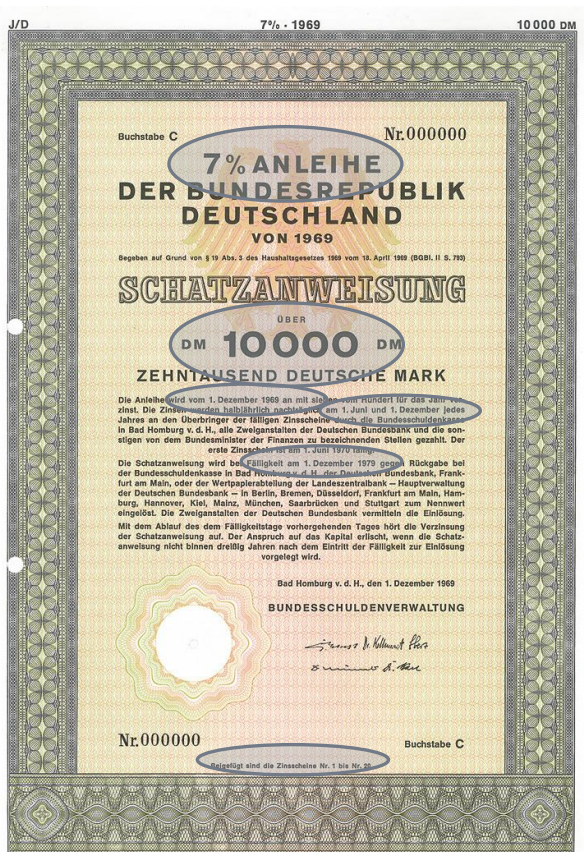 J/D 7% · 1969 10 000 DM
Buchstabe C Nr.000000
7% ANLEIHE
DER BUNDESREPUBLIK
DEUTSCHLAND
VON 1969
Begeben auf Grund von § 19 Abs. 3 des Haushaltsgesetzes 1969 vom 18. April 1969 (BGBl. II S. 793)
SCHATZANWEISUNG
ÜBER
DM 10 000 DM
ZEHNTAUSEND DEUTSCHE MARK
Die Anleihe wird vom 1. Dezember 1969 an mit sieben vom Hundert für das Jahr ver-
zinst. Die Zinsen werden halbjährlich nachträglich am 1. Juni und 1. Dezember jedes
Jahres an den Überbringer der fälligen Zinsscheine durch die Bundesschuldenkasse
in Bad Homburg v. d. H., alle Zweiganstalten der Deutschen Bundesbank und die son-
stigen von dem Bundesminister der Finanzen zu bezeichnenden Stellen gezahlt. Der
erste Zinsschein ist am 1. Juni 1970 fällig.
Die Schatzanweisung wird bei Fälligkeit am 1. Dezember 1979 gegen Rückgabe bei
der Bundesschuldenkasse in Bad Homburg v. d. H. der Deutschen Bundesbank, Frank-
furt am Main, oder der Wertpapierabteilung der Landeszentralbank — Hauptverwaltung
der Deutschen Bundesbank — in Berlin, Bremen, Düsseldorf, Frankfurt am Main, Ham-
burg, Hannover, Kiel, Mainz, München, Saarbrücken und Stuttgart zum Nennwert
eingelöst. Die Zweiganstalten der Deutschen Bundesbank vermitteln die Einlösung.
Mit dem Ablauf des dem Fälligkeitstage vorhergehenden Tages hört die Verzinsung
der Schatzanweisung auf. Der Anspruch auf das Kapital erlischt, wenn die Schatz-
anweisung nicht binnen dreißig Jahren nach dem Eintritt der Fälligkeit zur Einlösung
vorgelegt wird.
Bad Homburg v. d. H., den 1. Dezember 1969
BUNDESSCHULDENVERWALTUNG
Nr.000000 Buchstabe C
Beigefügt sind die Zinsscheine Nr. 1 bis Nr. 20